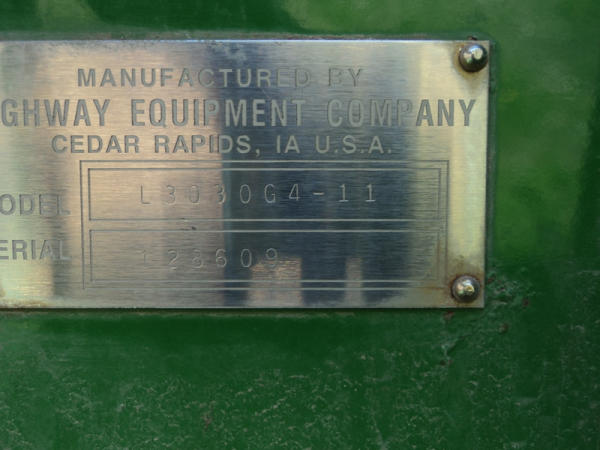 MANUFACTURED BY
GHWAY EQUIPMENT COMPANY
CEDAR RAPIDS, IA U.S.A.
ODEL L3030G4-11
ERIAL